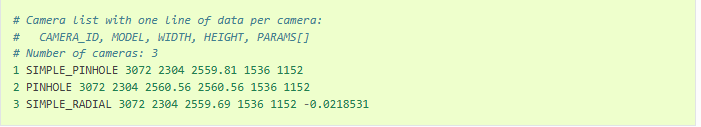 # Camera list with one line of data per camera:
#   CAMERA_ID, MODEL, WIDTH, HEIGHT, PARAMS[]
# Number of cameras: 3
1 SIMPLE_PINHOLE 3072 2304 2559.81 1536 1152
2 PINHOLE 3072 2304 2560.56 2560.56 1536 1152
3 SIMPLE_RADIAL 3072 2304 2559.69 1536 1152 -0.0218531